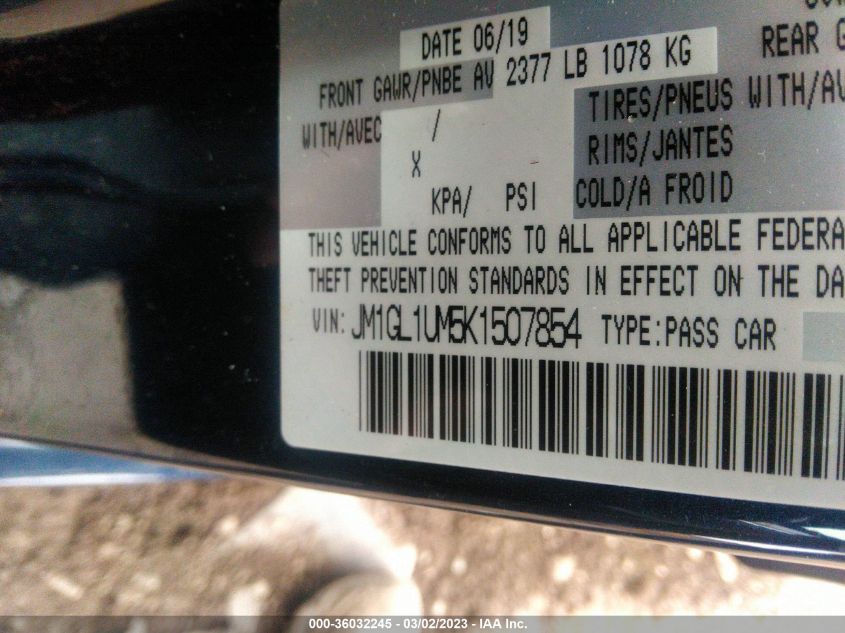 DATE 06/19
FRONT GAWR/PNBE AV 2377 LB 1078 KG REAR
WITH/AVEC / TIRES/PNEUS WITH/AV
X RIMS/JANTES
KPA/ PSI COLD/A FROID
THIS VEHICLE CONFORMS TO ALL APPLICABLE FEDERA
THEFT PREVENTION STANDARDS IN EFFECT ON THE DA
VIN: JM1GL1UM5K1507854 TYPE:PASS CAR
000-36032245 - 03/02/2023 - IAA Inc.